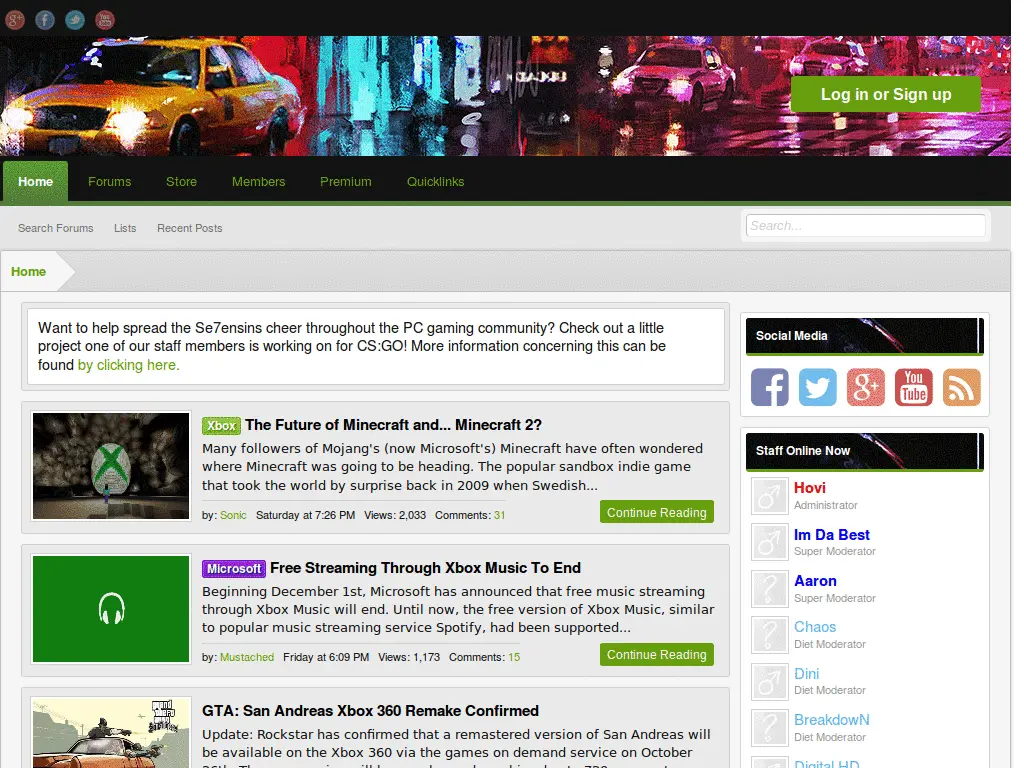 Log in or Sign up
Home
Forums
Store
Members
Premium
Quicklinks
Search Forums
Lists
Recent Posts
Search...
Home
Want to help spread the Se7ensins cheer throughout the PC gaming community? Check out a little
project one of our staff members is working on for CS:GO! More information concerning this can be
found by clicking here.
Xbox The Future of Minecraft and... Minecraft 2?
Many followers of Mojang's (now Microsoft's) Minecraft have often wondered
where Minecraft was going to be heading. The popular sandbox indie game
that took the world by surprise back in 2009 when Swedish...
by: Sonic Saturday at 7:26 PM Views: 2,033 Comments: 31
Continue Reading
Microsoft Free Streaming Through Xbox Music To End
Beginning December 1st, Microsoft has announced that free music streaming
through Xbox Music will end. Until now, the free version of Xbox Music, similar
to popular music streaming service Spotify, had been supported...
by: Mustached Friday at 6:09 PM Views: 1,173 Comments: 15
Continue Reading
GTA: San Andreas Xbox 360 Remake Confirmed
Update: Rockstar has confirmed that a remastered version of San Andreas will
be available on the Xbox 360 via the games on demand service on October
Social Media
You
Tube
Staff Online Now
Hovi
Administrator
Im Da Best
Super Moderator
Aaron
Super Moderator
Chaos
Diet Moderator
Dini
Diet Moderator
BreakdowN
Diet Moderator
Digital HD